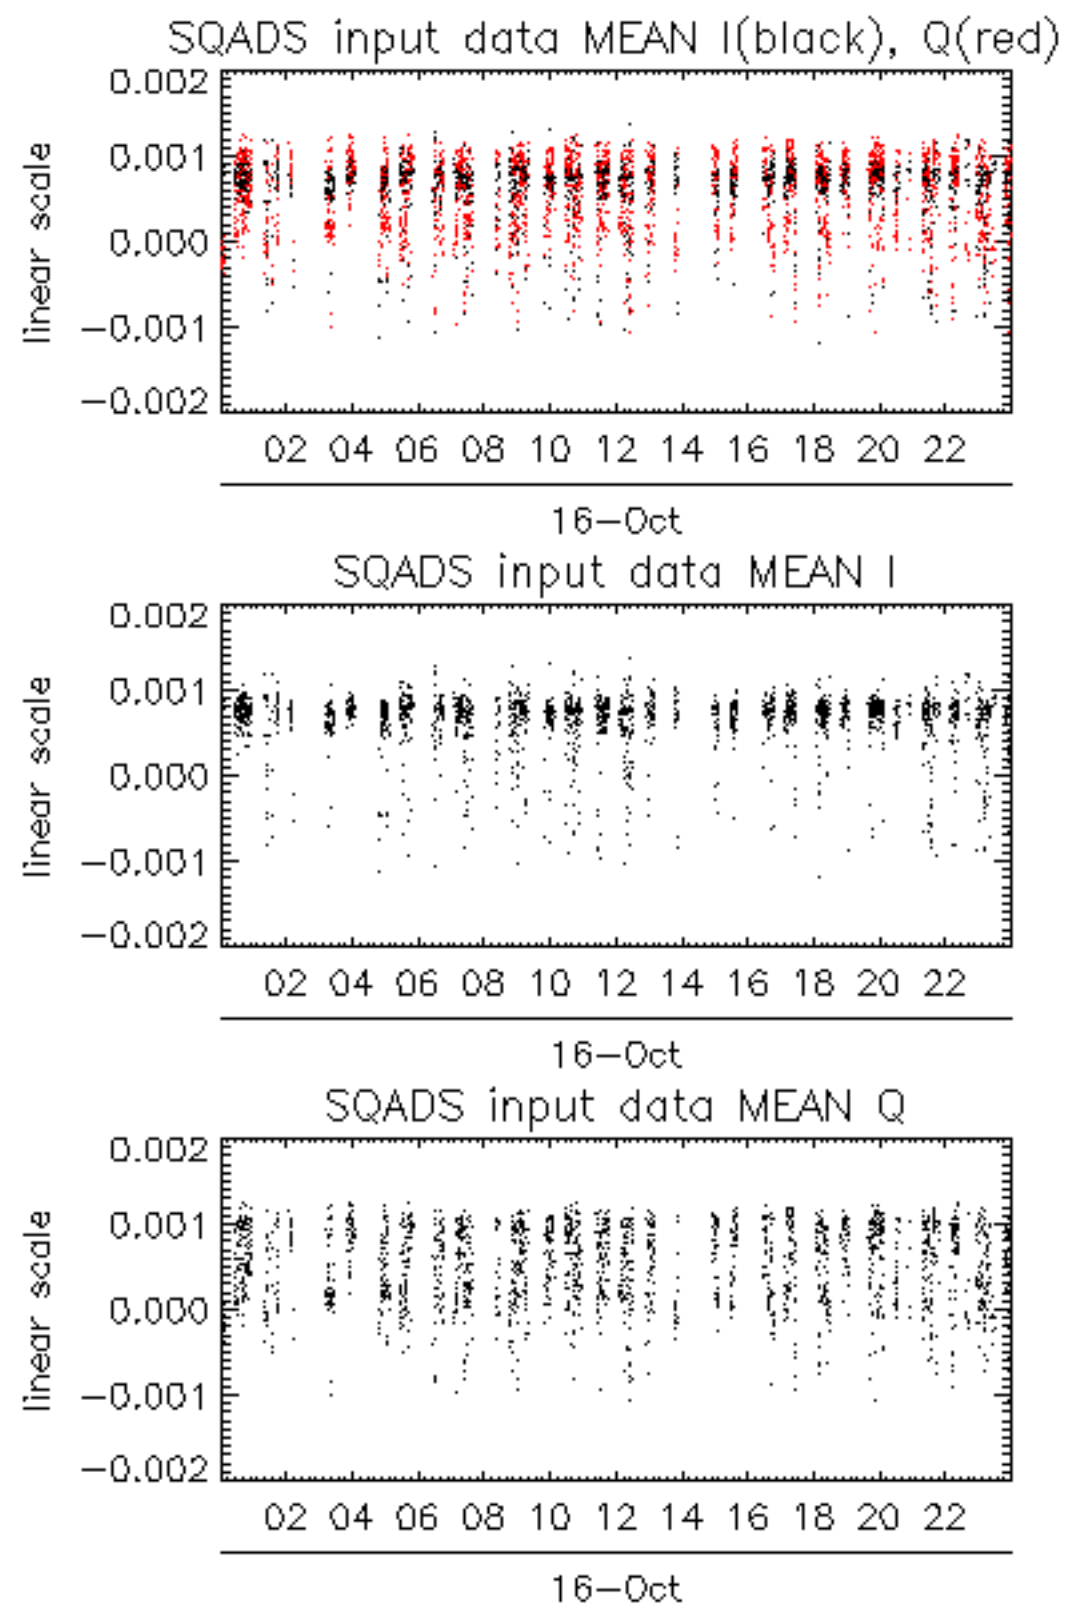 SQADS input data MEAN I(black), Q(red)
0.002
0.001
0.000
−0.001
−0.002
linear scale
02 04 06 08 10 12 14 16 18 20 22
16−Oct
SQADS input data MEAN I
0.002
0.001
0.000
−0.001
−0.002
linear scale
02 04 06 08 10 12 14 16 18 20 22
16−Oct
SQADS input data MEAN Q
0.002
0.001
0.000
−0.001
−0.002
linear scale
02 04 06 08 10 12 14 16 18 20 22
16−Oct